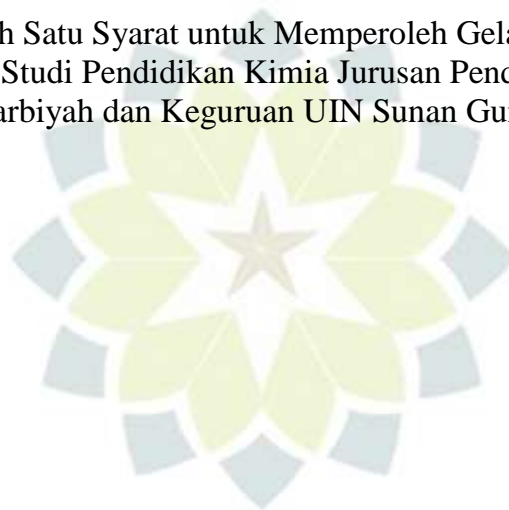 h Satu Syarat untuk Memperoleh Gela
Studi Pendidikan Kimia Jurusan Pend
arbiyah dan Keguruan UIN Sunan Gu